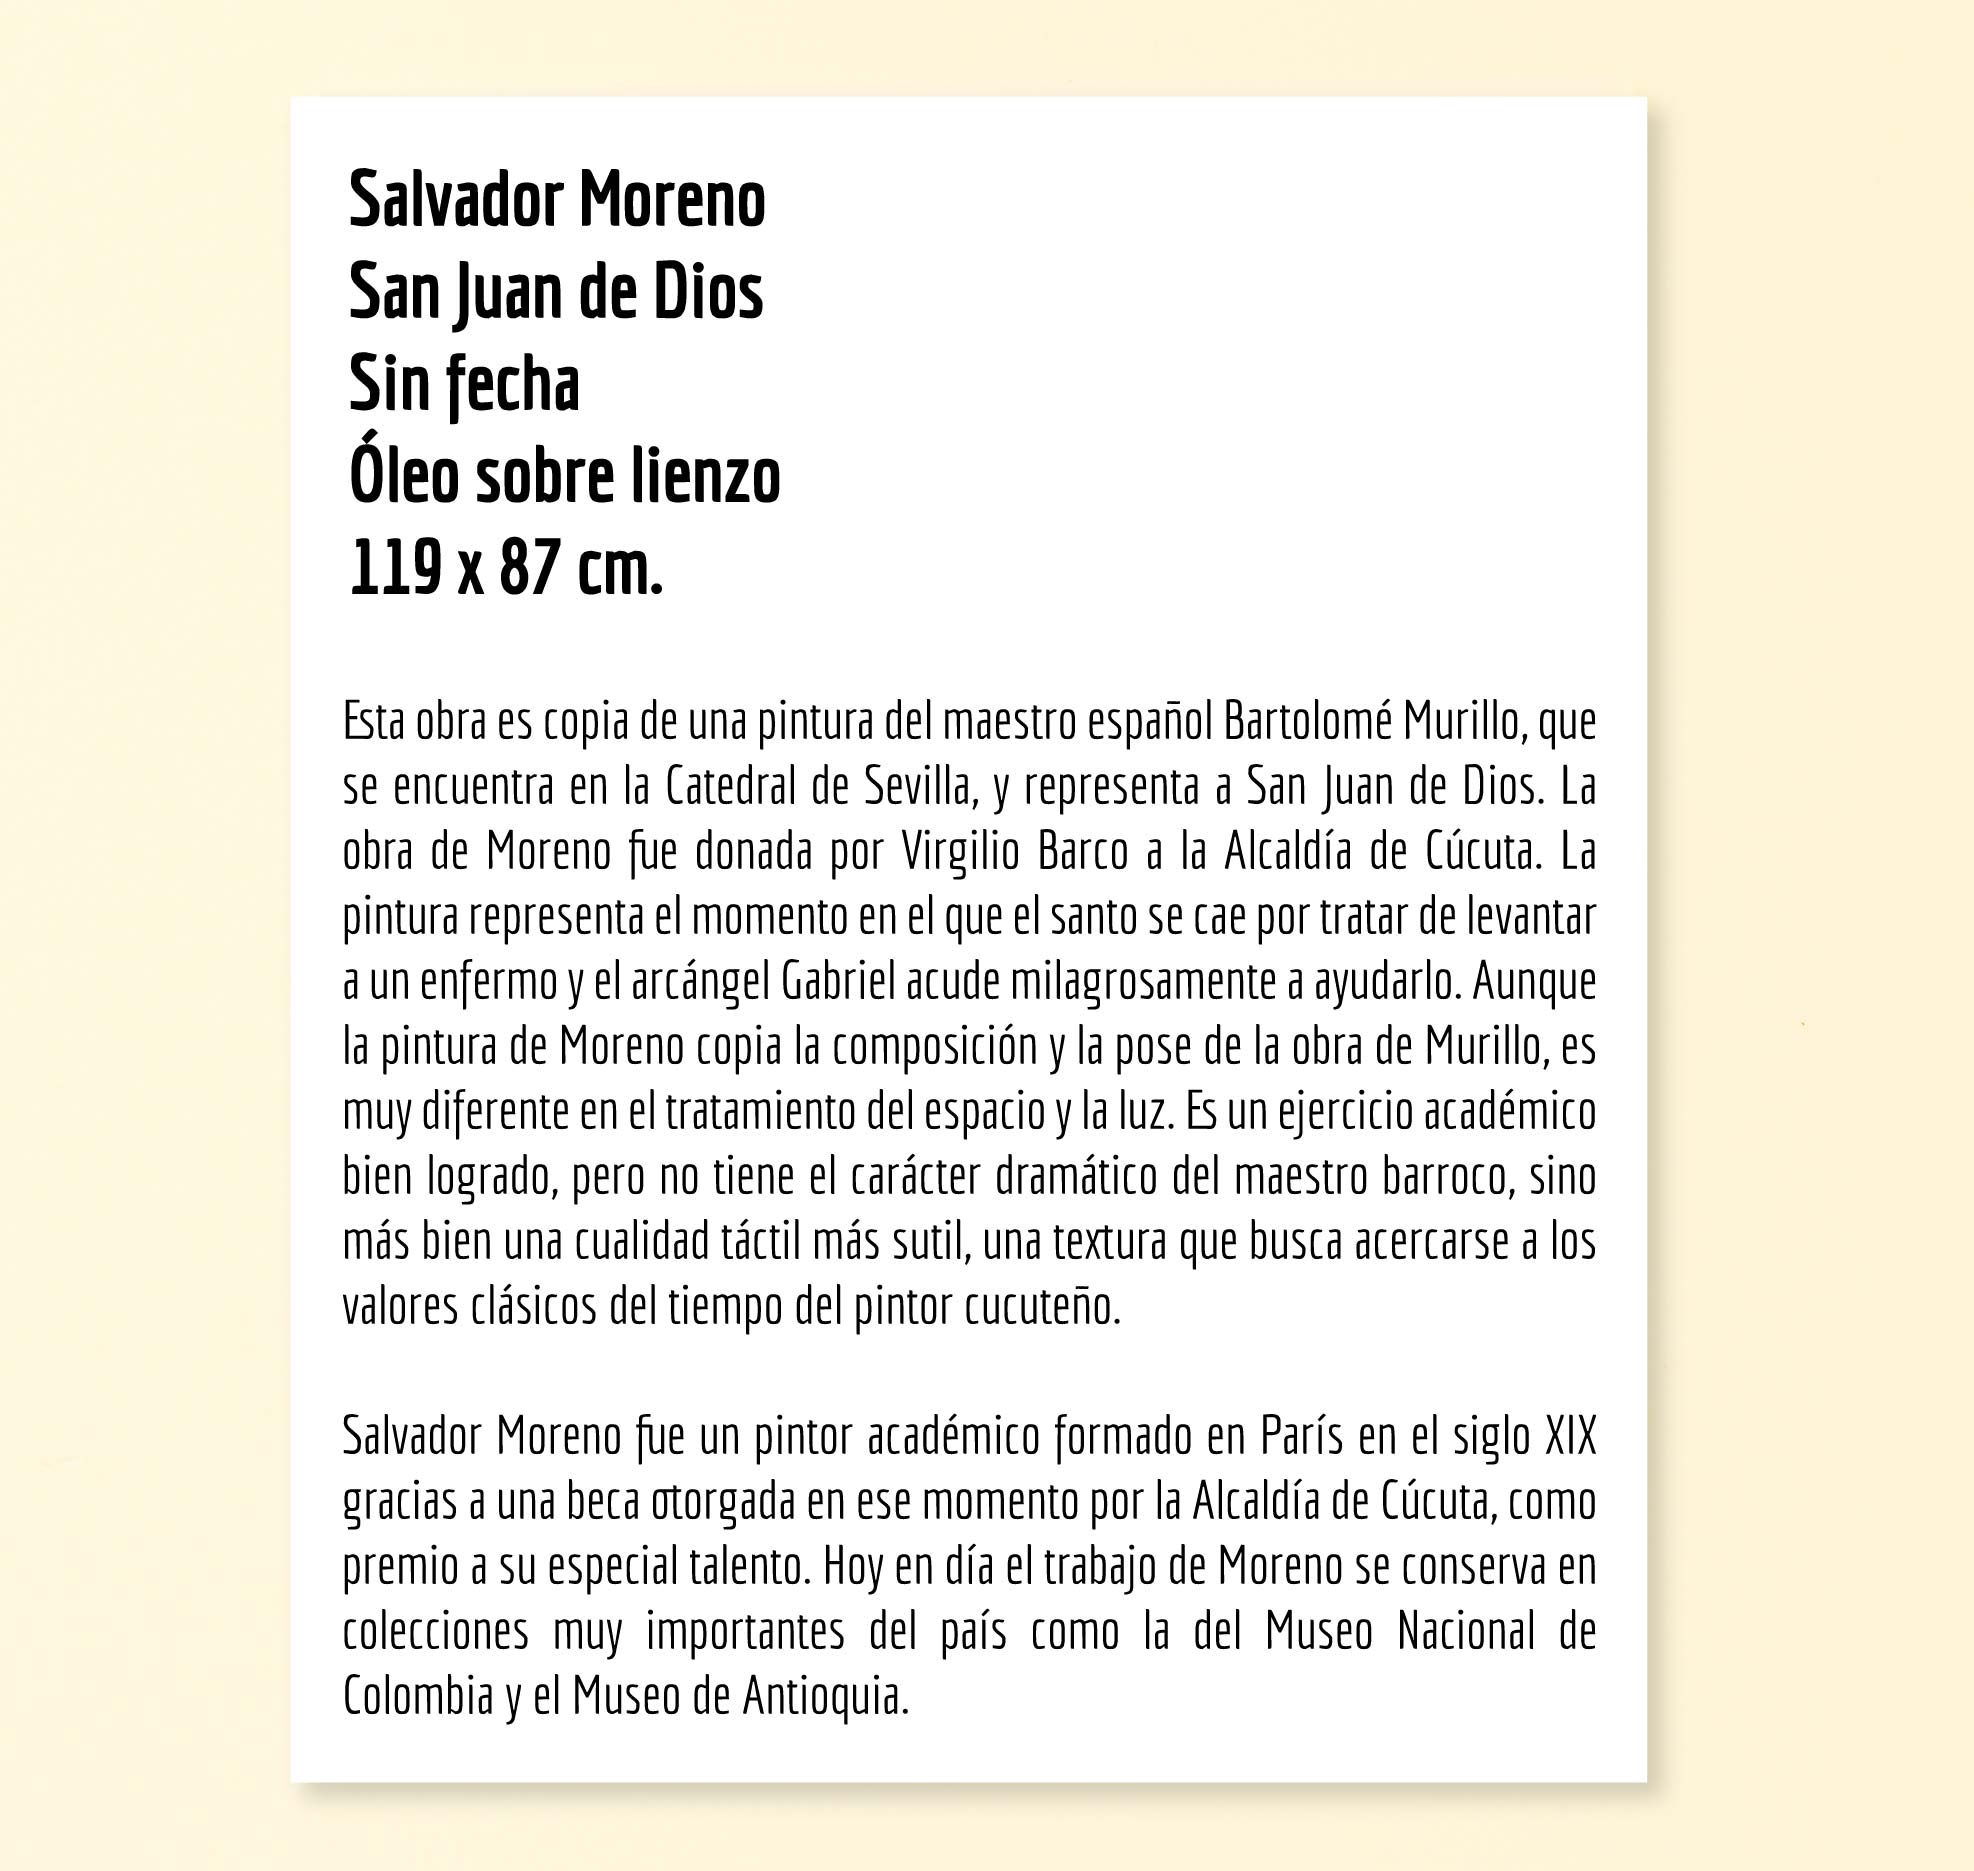 Salvador Moreno
San Juan de Dios
Sin fecha
Óleo sobre lienzo
119 x 87 cm.
Esta obra es copia de una pintura del maestro español Bartolomé Murillo, que
se encuentra en la Catedral de Sevilla, y representa a San Juan de Dios. La
obra de Moreno fue donada por Virgilio Barco a la Alcaldía de Cúcuta. La
pintura representa el momento en el que el santo se cae por tratar de levantar
a un enfermo y el arcángel Gabriel acude milagrosamente a ayudarlo. Aunque
la pintura de Moreno copia la composición y la pose de la obra de Murillo, es
muy diferente en el tratamiento del espacio y la luz. Es un ejercicio académico
bien logrado, pero no tiene el carácter dramático del maestro barroco, sino
más bien una cualidad táctil más sutil, una textura que busca acercarse a los
valores clásicos del tiempo del pintor cucuteño.
Salvador Moreno fue un pintor académico formado en París en el siglo XIX
gracias a una beca otorgada en ese momento por la Alcaldía de Cúcuta, como
premio a su especial talento. Hoy en día el trabajo de Moreno se conserva en
colecciones muy importantes del país como la del Museo Nacional de
Colombia y el Museo de Antioquia.